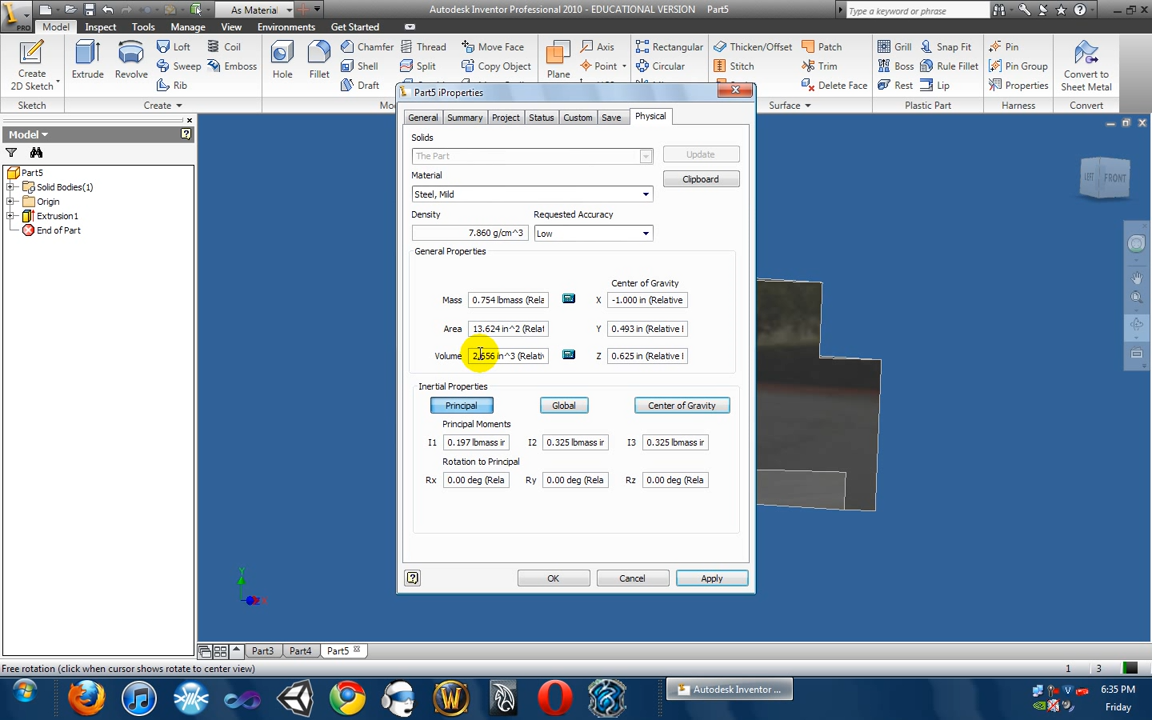 As Material
Autodesk Inventor Professional 2010 - EDUCATIONAL VERSION Part5
Type a keyword or phrase
PRO
Model Inspect Tools Manage View Environments Get Started
Create 2D Sketch
Extrude
Revolve
Loft
Sweep
Rib
Coil
Emboss
Hole
Fillet
Chamfer
Shell
Draft
Thread
Split
Move Face
Copy Object
Plane
Axis
Point
Rectangular
Circular
Thicken/Offset
Stitch
Patch
Trim
Delete Face
Grill
Boss
Rest
Snap Fit
Rule Fillet
Lip
Pin
Pin Group
Properties
Convert to Sheet Metal
Sketch
Create
Surface
Plastic Part
Harness
Convert
Model
Part5
Solid Bodies(1)
Origin
Extrusion1
End of Part
Part5 iProperties
General Summary Project Status Custom Save Physical
Solids
The Part
Update
Material
Clipboard
Steel, Mild
Density
Requested Accuracy
7.860 g/cm^3
Low
General Properties
Center of Gravity
Mass 0.754 lbmass (Rela X -1.000 in (Relative
Area 13.624 in^2 (Relat Y 0.493 in (Relative
Volume 2.656 in^3 (Relativ Z 0.625 in (Relative
Inertial Properties
Principal Global Center of Gravity
Principal Moments
I1 0.197 lbmass ir I2 0.325 lbmass ir I3 0.325 lbmass ir
Rotation to Principal
Rx 0.00 deg (Rela Ry 0.00 deg (Rela Rz 0.00 deg (Rela
OK Cancel Apply
LEFT FRONT
Part3 Part4 Part5
Free rotation (click when cursor shows rotate to center view)
1 3
Autodesk Inventor ...
6:35 PM
Friday